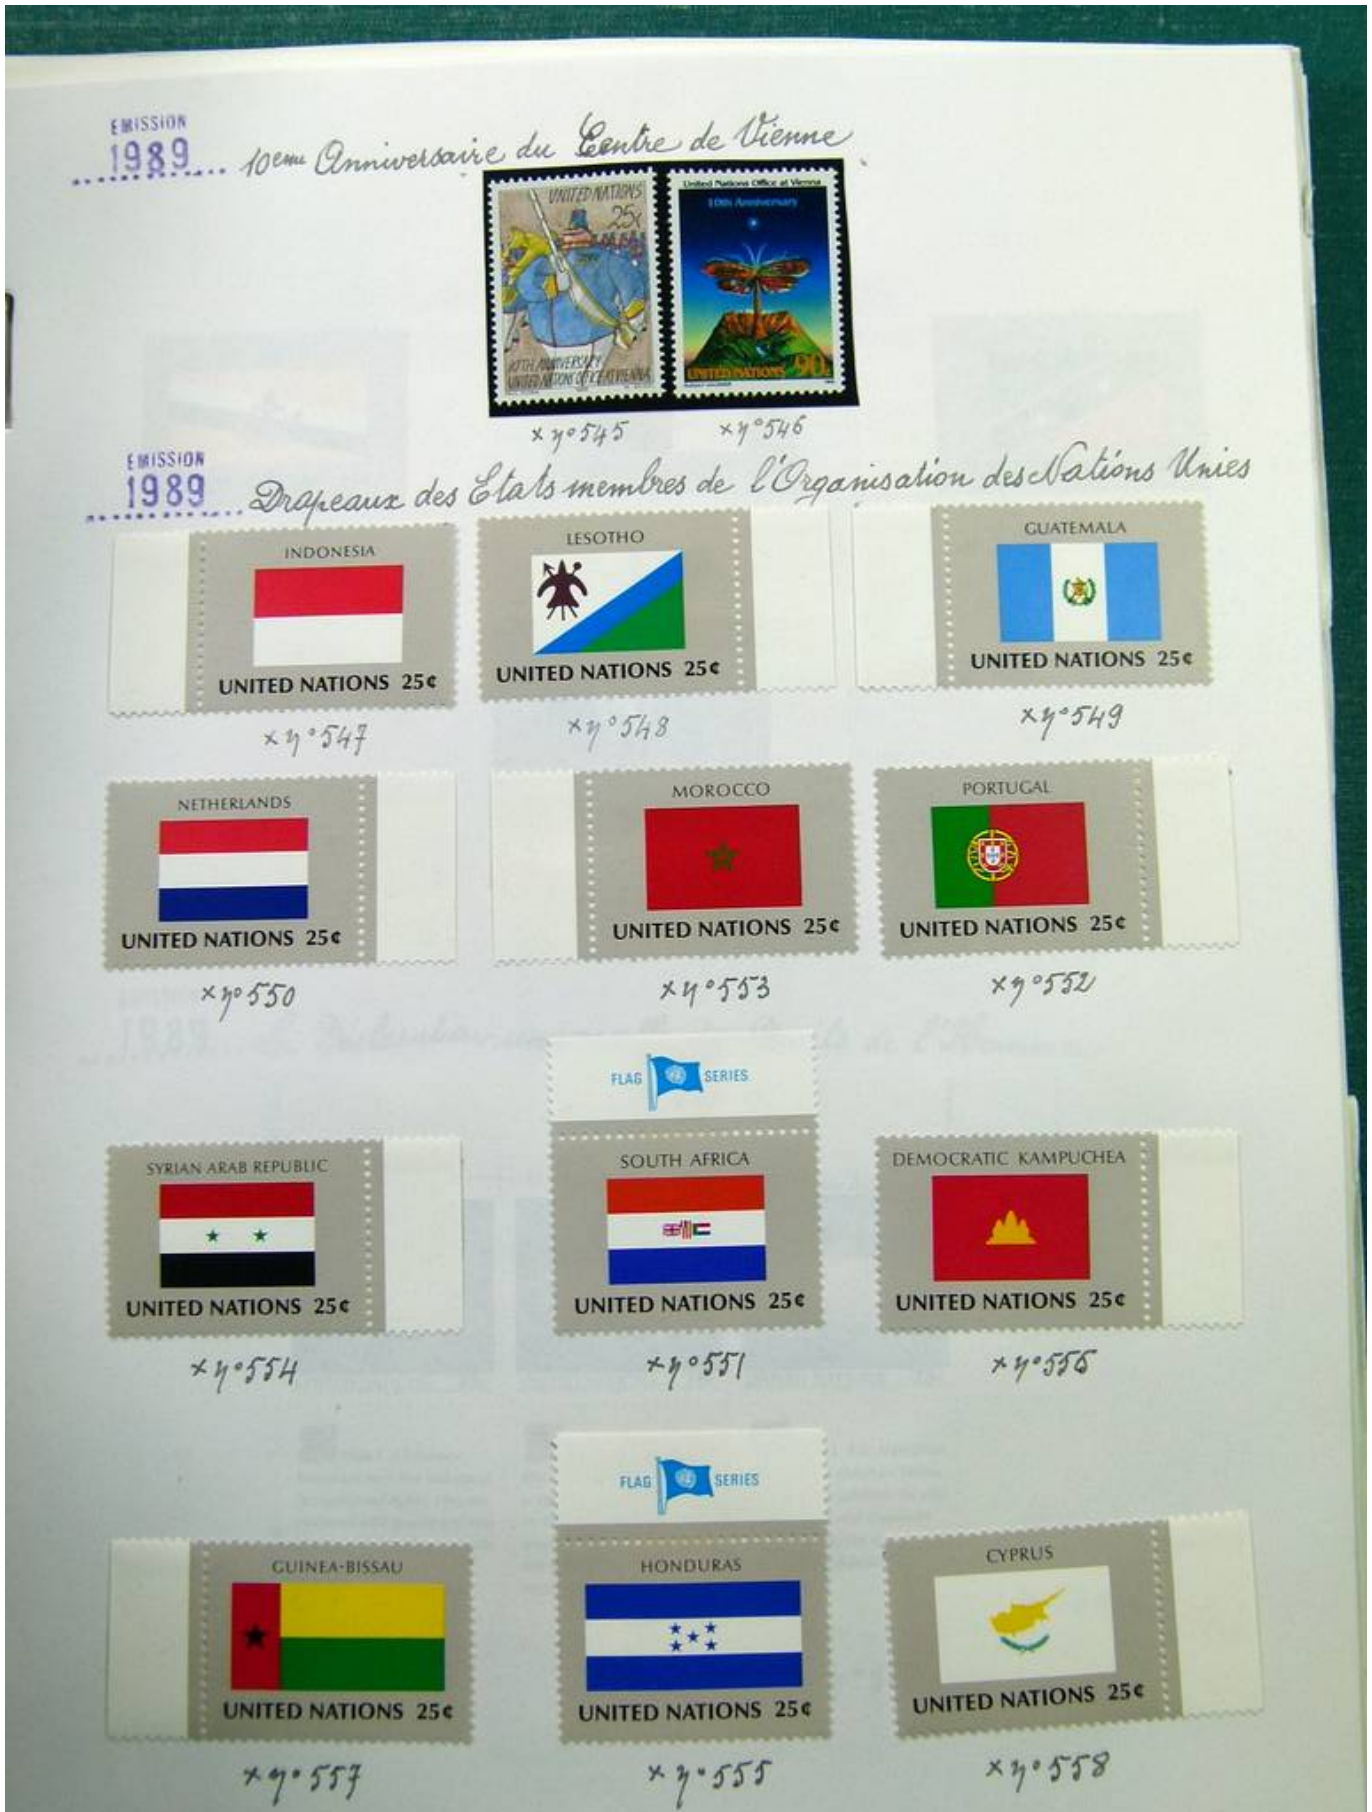 EMISSION
1989 10eme Anniversaire du Centre de Vienne
UNITED NATIONS
25¢
10TH ANNIVERSARY
UNITED NATIONS OFFICE AT VIENNA
United Nations Office at Vienna
10th Anniversary
90¢
UNITED NATIONS
x n° 545
x n° 546
EMISSION
1989 Drapeaux des Etats membres de l'Organisation des Nations Unies
INDONESIA
UNITED NATIONS 25¢
x n° 547
LESOTHO
UNITED NATIONS 25¢
x n° 548
GUATEMALA
UNITED NATIONS 25¢
x n° 549
NETHERLANDS
UNITED NATIONS 25¢
x n° 550
MOROCCO
UNITED NATIONS 25¢
x n° 553
PORTUGAL
UNITED NATIONS 25¢
x n° 552
SYRIAN ARAB REPUBLIC
UNITED NATIONS 25¢
x n° 554
FLAG SERIES
SOUTH AFRICA
UNITED NATIONS 25¢
x n° 551
DEMOCRATIC KAMPUCHEA
UNITED NATIONS 25¢
x n° 556
GUINEA-BISSAU
UNITED NATIONS 25¢
x n° 557
FLAG SERIES
HONDURAS
UNITED NATIONS 25¢
x n° 555
CYPRUS
UNITED NATIONS 25¢
x n° 558